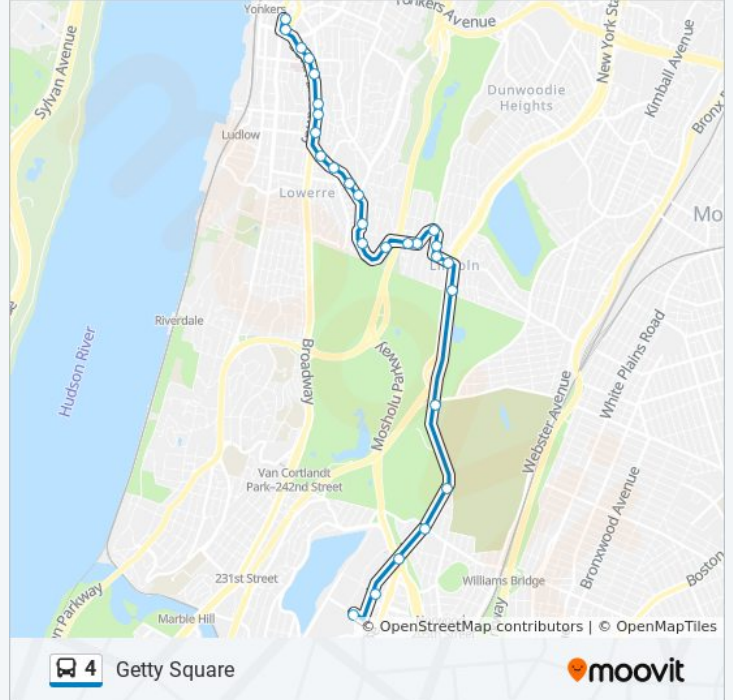 Yonkers
Yonkers Avenue
Sylvan Avenue
New York
Kimball Avenue
Dunwoodie
Heights
Bronx
Ludlow
Lowerre
Mo
Lincoln
Riverdale
Hudson River
Broadway
Mosholu Parkway
White Plains Road
Webster Avenue
Van Cortlandt
Park–242nd Street
Bronxwood Avenue
231st Street
Williams Bridge
Boston
Parkway
Marble Hill
way
© OpenStreetMap contributors | © OpenMapTiles
4 Getty Square
moovit